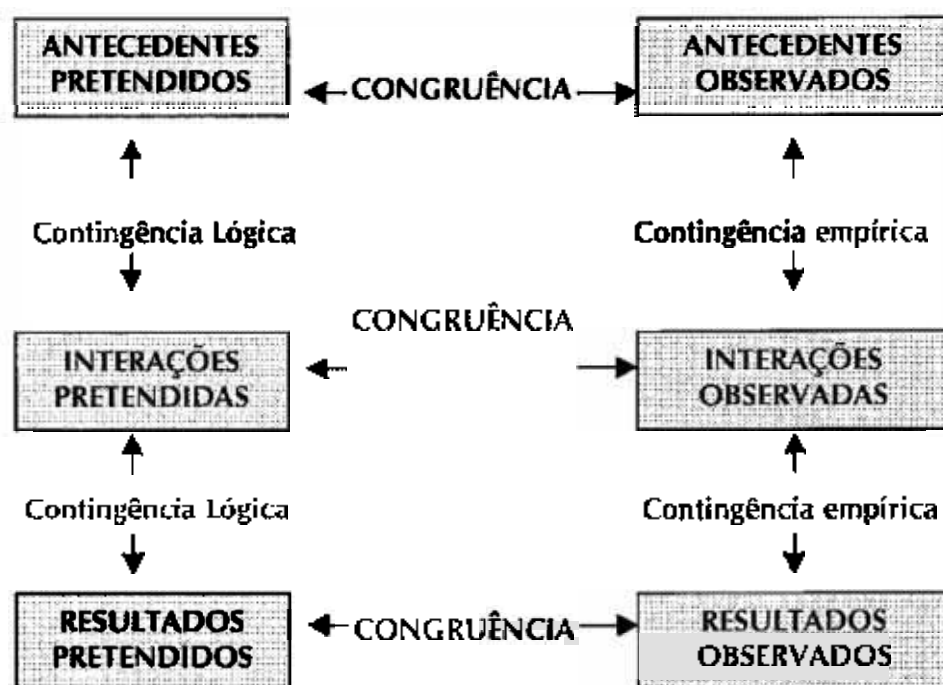 ANTECEDENTES
PRETENDIDOS
CONGRUÊNCIA
ANTECEDENTES
OBSERVADOS
Contingência Lógica
Contingência empírica
CONGRUÊNCIA
INTERAÇÕES
PRETENDIDAS
INTERAÇÕES
OBSERVADAS
Contingência Lógica
Contingência empírica
RESULTADOS
PRETENDIDOS
CONGRUÊNCIA
RESULTADOS
OBSERVADOS